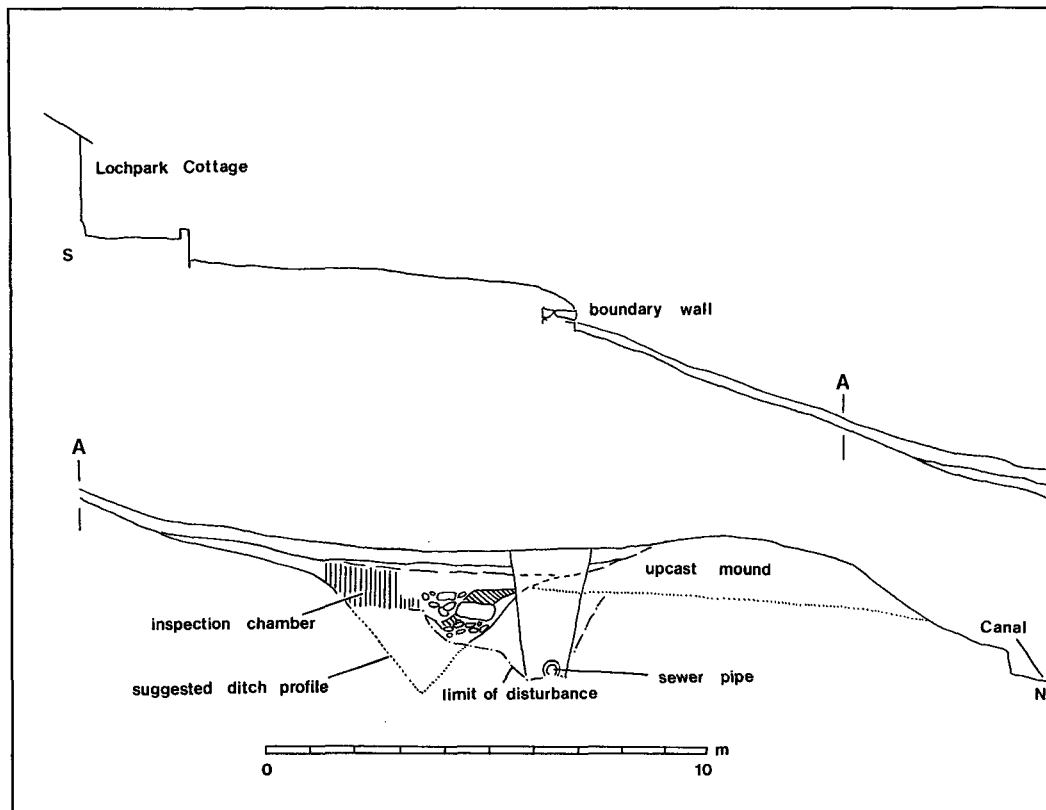 Lochpark Cottage
S
boundary wall
A
A
upcast mound
inspection chamber
Canal
suggested ditch profile
limit of disturbance
sewer pipe
N
m
0
10